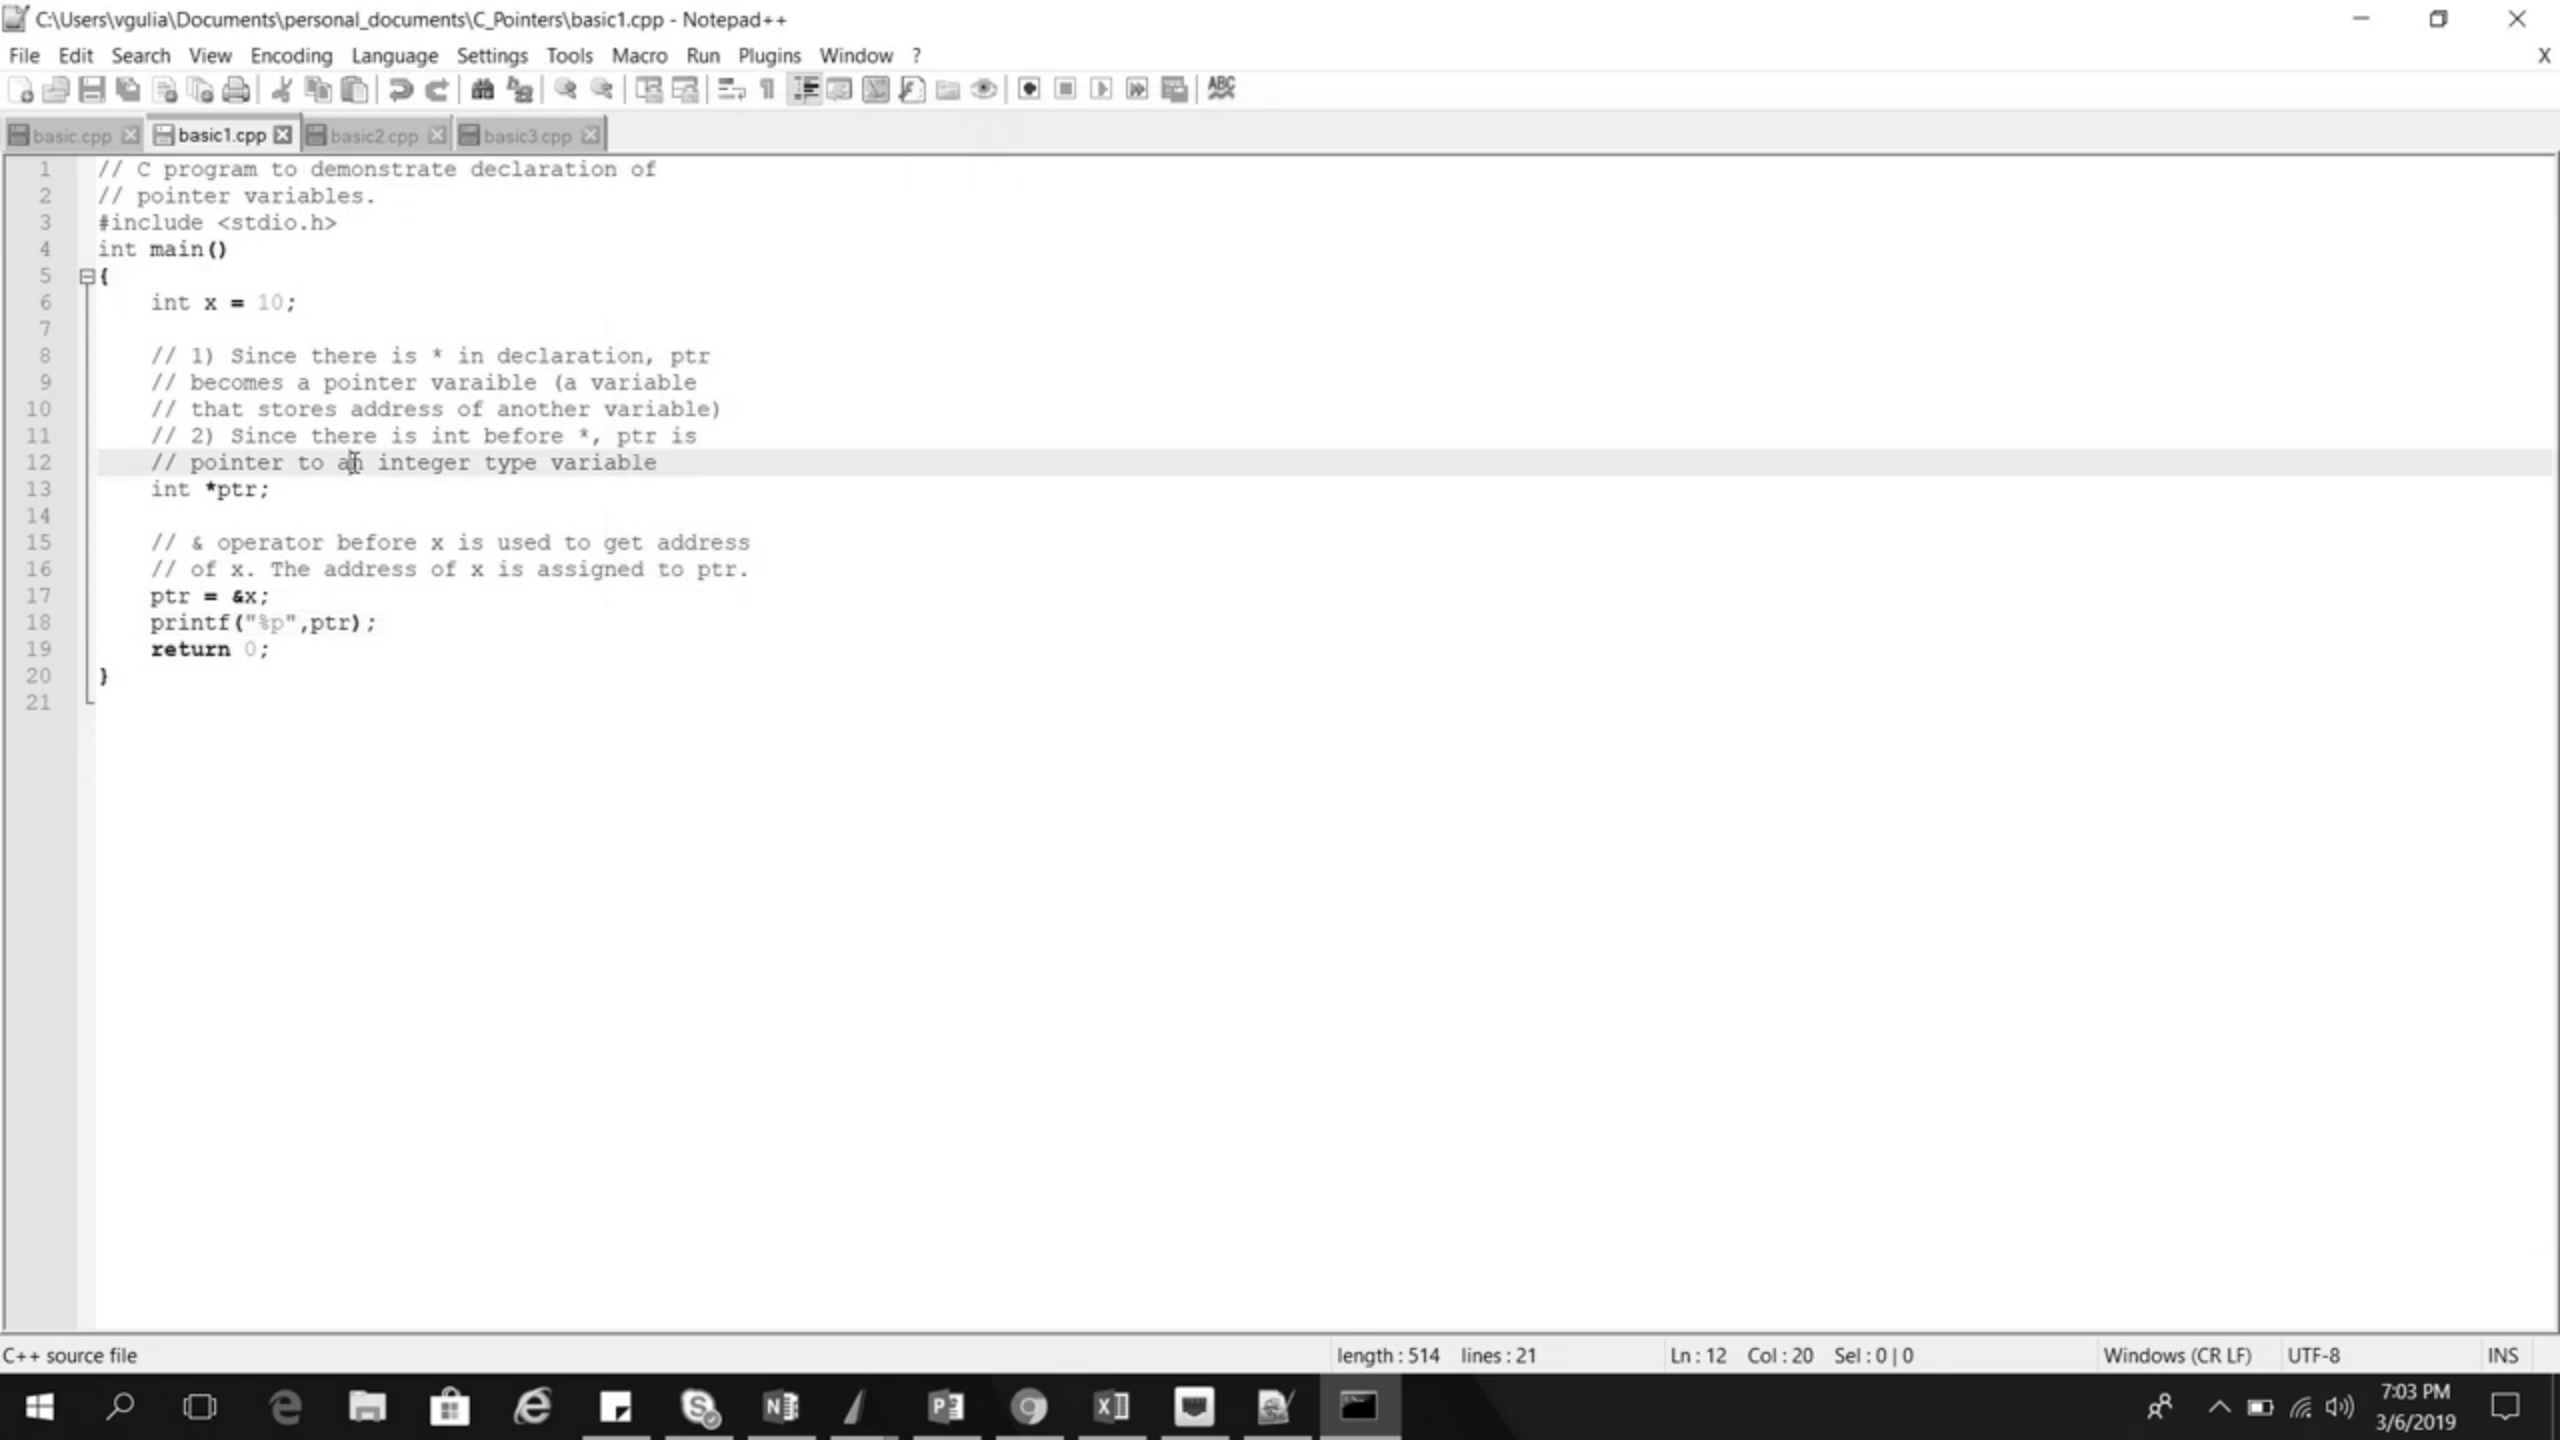 C:\Users\vgulia\Documents\personal_documents\C_Pointers\basic1.cpp - Notepad++
File Edit Search View Encoding Language Settings Tools Macro Run Plugins Window ? X
ABC
basic.cpp basic1.cpp basic2.cpp basic3.cpp
1 // C program to demonstrate declaration of
2 // pointer variables.
3 #include <stdio.h>
4 int main()
5 {
6 int x = 10;
7
8 // 1) Since there is * in declaration, ptr
9 // becomes a pointer varaible (a variable
10 // that stores address of another variable)
11 // 2) Since there is int before *, ptr is
12 // pointer to an integer type variable
13 int *ptr;
14
15 // & operator before x is used to get address
16 // of x. The address of x is assigned to ptr.
17 ptr = &x;
18 printf("%p",ptr);
19 return 0;
20 }
21
C++ source file length : 514 lines : 21 Ln : 12 Col : 20 Sel : 0 | 0 Windows (CR LF) UTF-8 INS
7:03 PM
3/6/2019